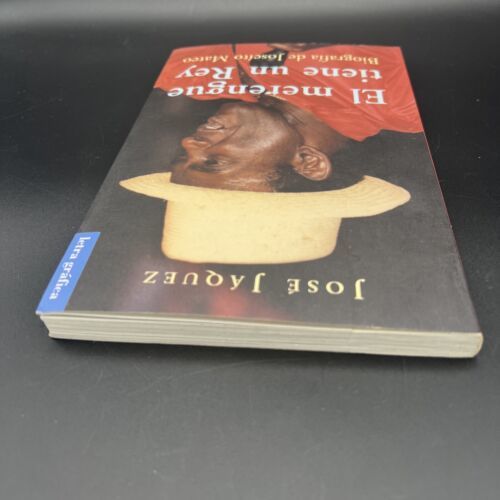 JOSÉ JÁQUEZ
El merengue
tiene un Rey
Biografía de Joseíto Mateo
letra gráfica